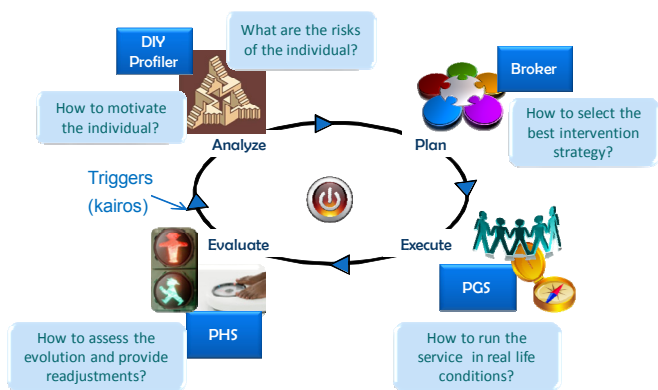 DIY
Profiler
What are the risks
of the individual?
How to motivate
the individual?
Broker
How to select the
best intervention
strategy?
Analyze
Plan
Triggers
(kairos)
Evaluate
Execute
PGS
PHS
How to assess the
evolution and provide
readjustments?
How to run the
service in real life
conditions?